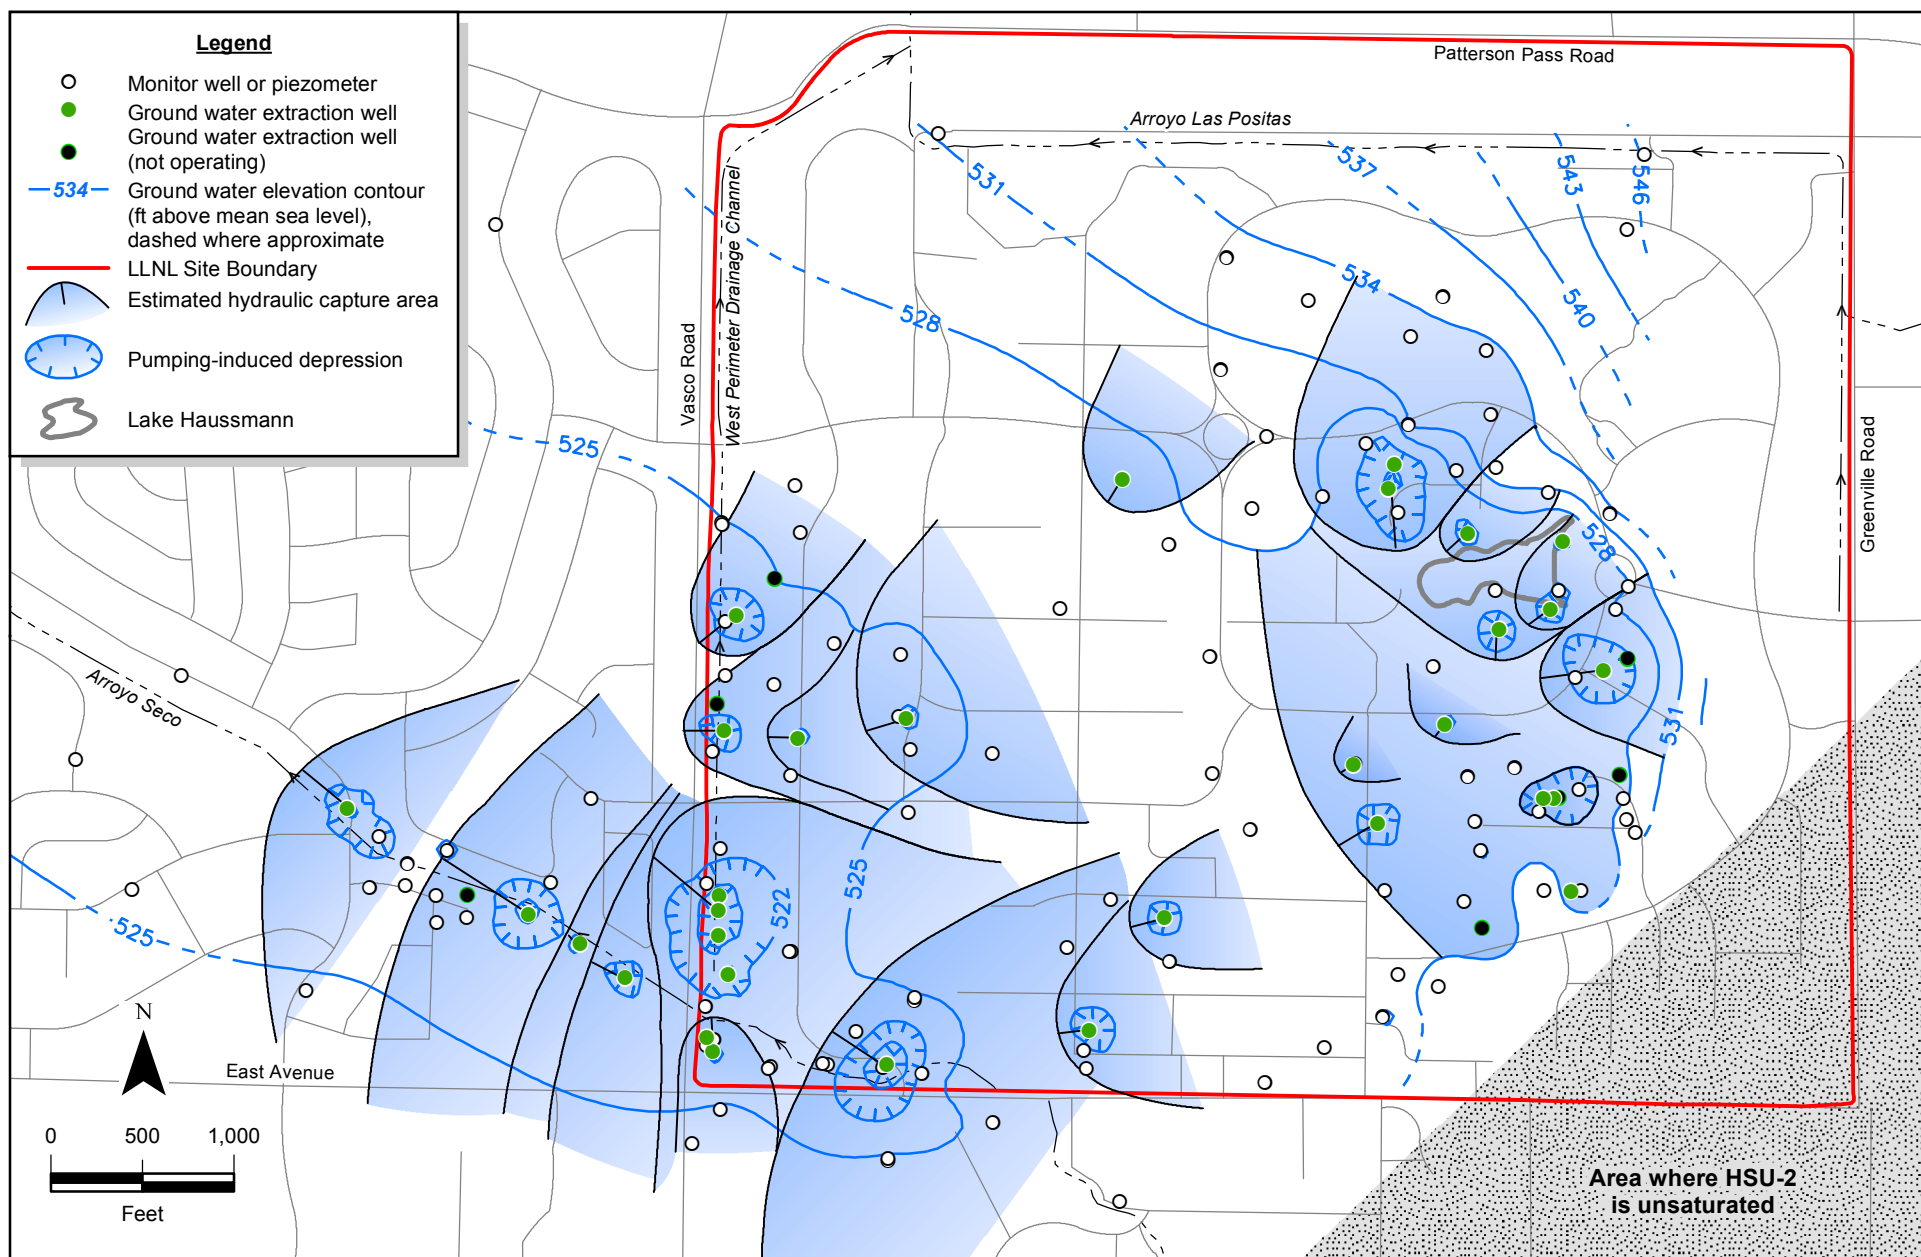 Legend
Monitor well or piezometer
Ground water extraction well
Ground water extraction well
(not operating)
534
Ground water elevation contour
(ft above mean sea level),
dashed where approximate
LLNL Site Boundary
Estimated hydraulic capture area
Pumping-induced depression
Lake Haussmann
Patterson Pass Road
Arroyo Las Positas
West Perimeter Drainage Channel
Vasco Road
Greenville Road
531
537
543
546
534
540
528
525
528
531
Arroyo Seco
525
522
525
N
East Avenue
0 500 1,000
Feet
Area where HSU-2
is unsaturated